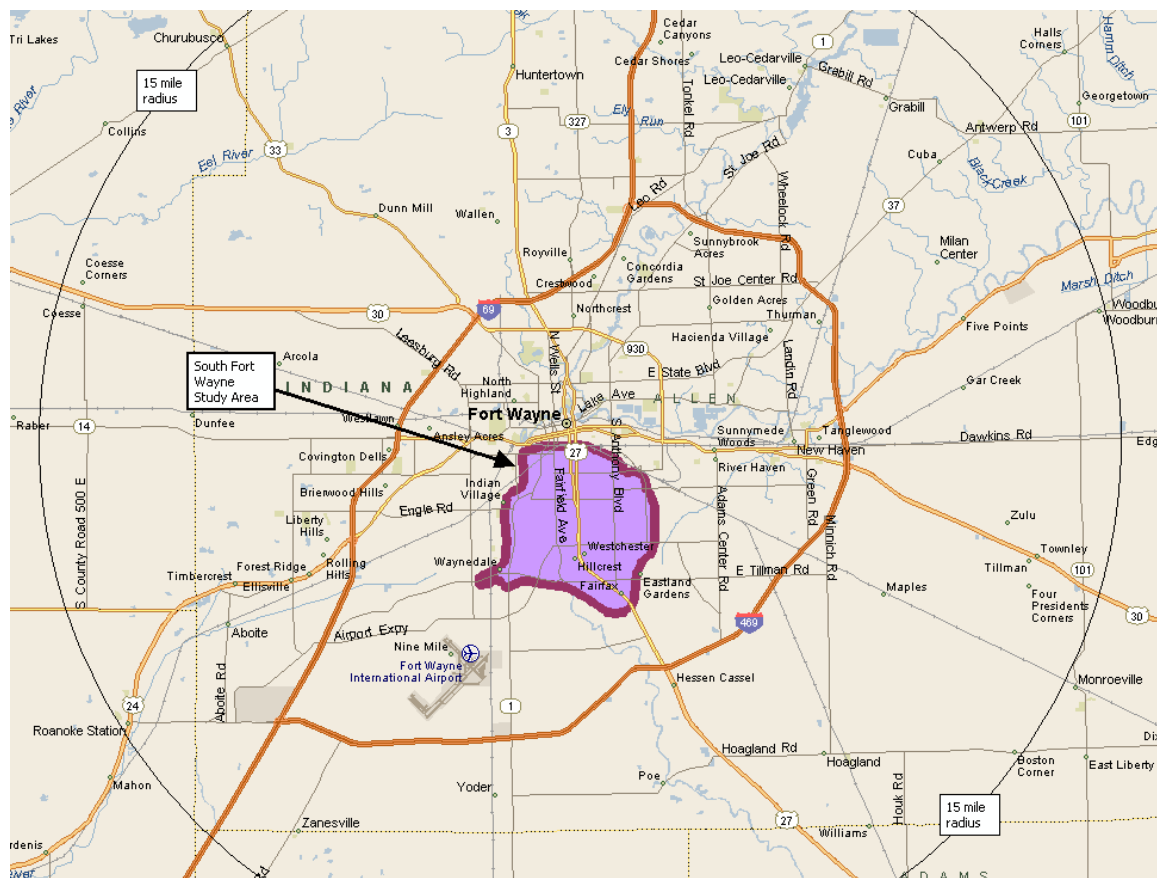 Tri Lakes
Churubusco
Cedar
Canyons
Cedar Shores
1
Halls
Corners
Hamm Ditch
Huntertown
Leo-Cedarville
Leo-Cedarville
Grabill Rd
Grabill
Georgetown
15 mile
radius
Tonkel Rd
Ely Run
3
327
101
Collins
Antwerp Rd
33
Eel River
St Joe Rd
Cuba
Black Creek
Wheelock Rd
Leo Rd
37
Dunn Mill
Wallen
Sunnybrook
Acres
Milan
Center
Royville
Concordia
Gardens
Coesse
Corners
Crestwood
St Joe Center Rd
Marsh Ditch
Coesse
30
69
Northcrest
Golden Acres
Thurman
Woodbu
Woodburn
Five Points
Leesburg Rd
N Wells St
930
Hacienda Village
Landin Rd
South Fort
Wayne
Study Area
Arcola
E State Blvd
INDIANA
North
Highland
Lake Ave
ALLEN
Gar Creek
Fort Wayne
Raber
14
Dunfee
Ansley Acres
S Anthony Blvd
Sunnymede
Woods
Tanglewood
Dawkins Rd
Edg
Covington Dells
27
River Haven
New Haven
Fairfield Ave
Brierwood Hills
Indian
Village
Engle Rd
Adams Center Rd
Green Rd
Minnich Rd
S County Road 500 E
Liberty
Hills
Zulu
Westchester
Waynedale
Hillcrest
Townley
Timbercrest
Forest Ridge
Rolling
Hills
Ellisville
Fairfax
Eastland
Gardens
E Tillman Rd
Tillman
101
Maples
Four
Presidents
Corners
30
Aboite
Airport Expy
469
Nine Mile
Fort Wayne
International Airport
Aboite Rd
Hessen Cassel
Monroeville
24
1
Roanoke Station
Hoagland Rd
Hoagland
Boston
Corner
East Liberty
Mahon
Yoder
Poe
Houk Rd
15 mile
radius
Zanesville
27
Williams
ADAMS